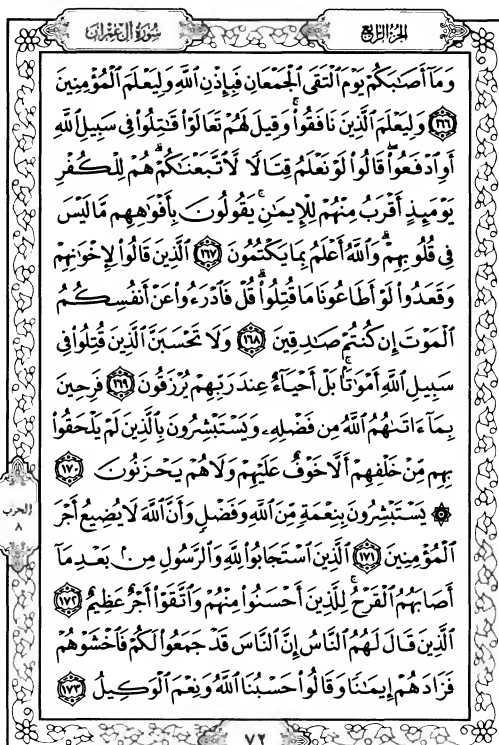 الجزء الرابع
سورة آل عمران
وَمَآ أَصَٰبَكُمْ يَوْمَ ٱلْتَقَى ٱلْجَمْعَانِ فَبِإِذْنِ ٱللَّهِ وَلِيَعْلَمَ ٱلْمُؤْمِنِينَ
١٦٦ وَلِيَعْلَمَ ٱلَّذِينَ نَافَقُوا۟ ۚ وَقِيلَ لَهُمْ تَعَالَوْا۟ قَٰتِلُوا۟ فِى سَبِيلِ ٱللَّهِ
أَوِ ٱدْفَعُوا۟ ۖ قَالُوا۟ لَوْ نَعْلَمُ قِتَالًا لَّٱتَّبَعْنَٰكُمْ ۗ هُمْ لِلْكُفْرِ
يَوْمَئِذٍ أَقْرَبُ مِنْهُمْ لِلْإِيمَٰنِ ۚ يَقُولُونَ بِأَفْوَٰهِهِم مَّا لَيْسَ
فِى قُلُوبِهِمْ ۗ وَٱللَّهُ أَعْلَمُ بِمَا يَكْتُمُونَ ١٦٧ ٱلَّذِينَ قَالُوا۟ لِإِخْوَٰنِهِمْ
وَقَعَدُوا۟ لَوْ أَطَاعُونَا مَا قُتِلُوا۟ ۗ قُلْ فَٱدْرَءُوا۟ عَنْ أَنفُسِكُمُ
ٱلْمَوْتَ إِن كُنتُمْ صَٰدِقِينَ ١٦٨ وَلَا تَحْسَبَنَّ ٱلَّذِينَ قُتِلُوا۟ فِى
سَبِيلِ ٱللَّهِ أَمْوَٰتًۢا ۚ بَلْ أَحْيَآءٌ عِندَ رَبِّهِمْ يُرْزَقُونَ ١٦٩ فَرِحِينَ
بِمَآ ءَاتَىٰهُمُ ٱللَّهُ مِن فَضْلِهِۦ وَيَسْتَبْشِرُونَ بِٱلَّذِينَ لَمْ يَلْحَقُوا۟
بِهِم مِّنْ خَلْفِهِمْ أَلَّا خَوْفٌ عَلَيْهِمْ وَلَا هُمْ يَحْزَنُونَ ١٧٠
۞ يَسْتَبْشِرُونَ بِنِعْمَةٍ مِّنَ ٱللَّهِ وَفَضْلٍ وَأَنَّ ٱللَّهَ لَا يُضِيعُ أَجْرَ
ٱلْمُؤْمِنِينَ ١٧١ ٱلَّذِينَ ٱسْتَجَابُوا۟ لِلَّهِ وَٱلرَّسُولِ مِنۢ بَعْدِ مَآ
أَصَابَهُمُ ٱلْقَرْحُ ۚ لِلَّذِينَ أَحْسَنُوا۟ مِنْهُمْ وَٱتَّقَوْا۟ أَجْرٌ عَظِيمٌ ١٧٢
ٱلَّذِينَ قَالَ لَهُمُ ٱلنَّاسُ إِنَّ ٱلنَّاسَ قَدْ جَمَعُوا۟ لَكُمْ فَٱخْشَوْهُمْ
فَزَادَهُمْ إِيمَٰنًا وَقَالُوا۟ حَسْبُنَا ٱللَّهُ وَنِعْمَ ٱلْوَكِيلُ ١٧٣
الحزب
٨
٧٢